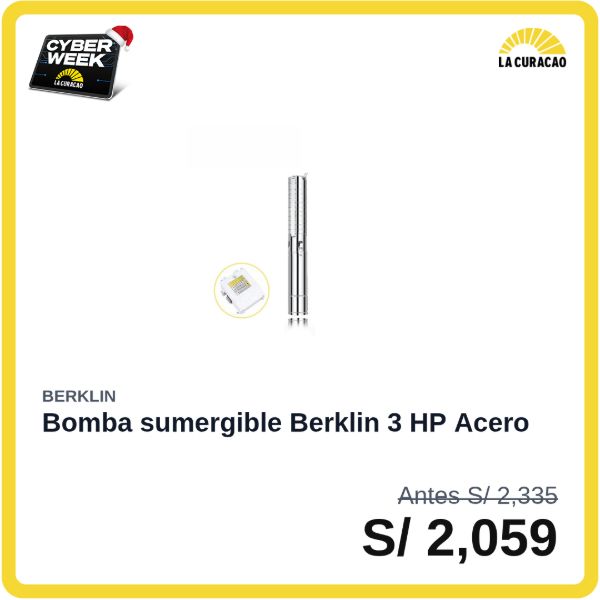 CYBER
WEEK
LA CURACAO
LA CURACAO
BERKLIN
Bomba sumergible Berklin 3 HP Acero
Antes S/ 2,335
S/ 2,059